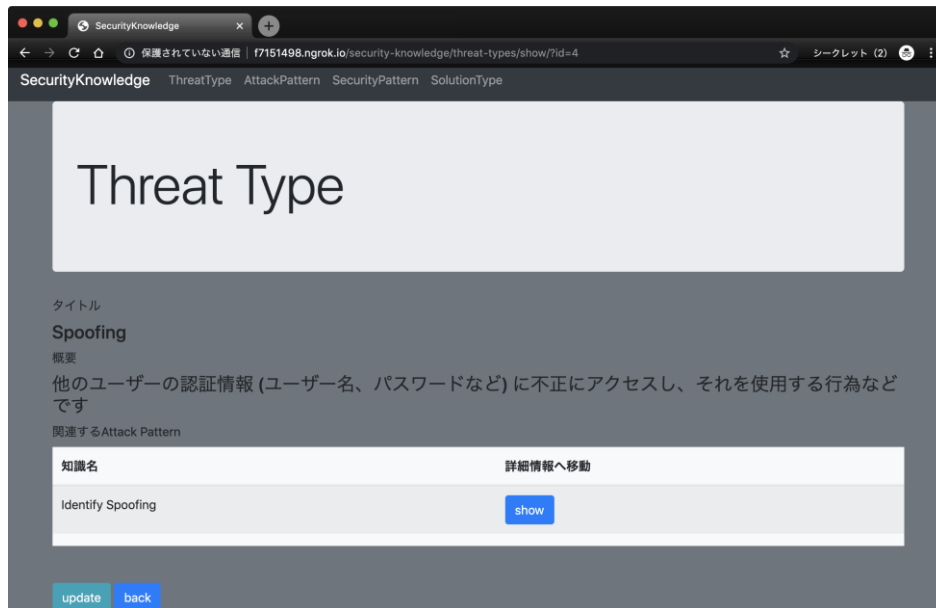 SecurityKnowledge
保護されていない通信 | f7151498.ngrok.io/security-knowledge/threat-types/show/?id=4
シークレット (2)
SecurityKnowledge ThreatType AttackPattern SecurityPattern SolutionType
Threat Type
タイトル
Spoofing
概要
他のユーザーの認証情報 (ユーザー名、パスワードなど) に不正にアクセスし、それを使用する行為など
です
関連するAttack Pattern
知識名 詳細情報へ移動
Identify Spoofing show
update back